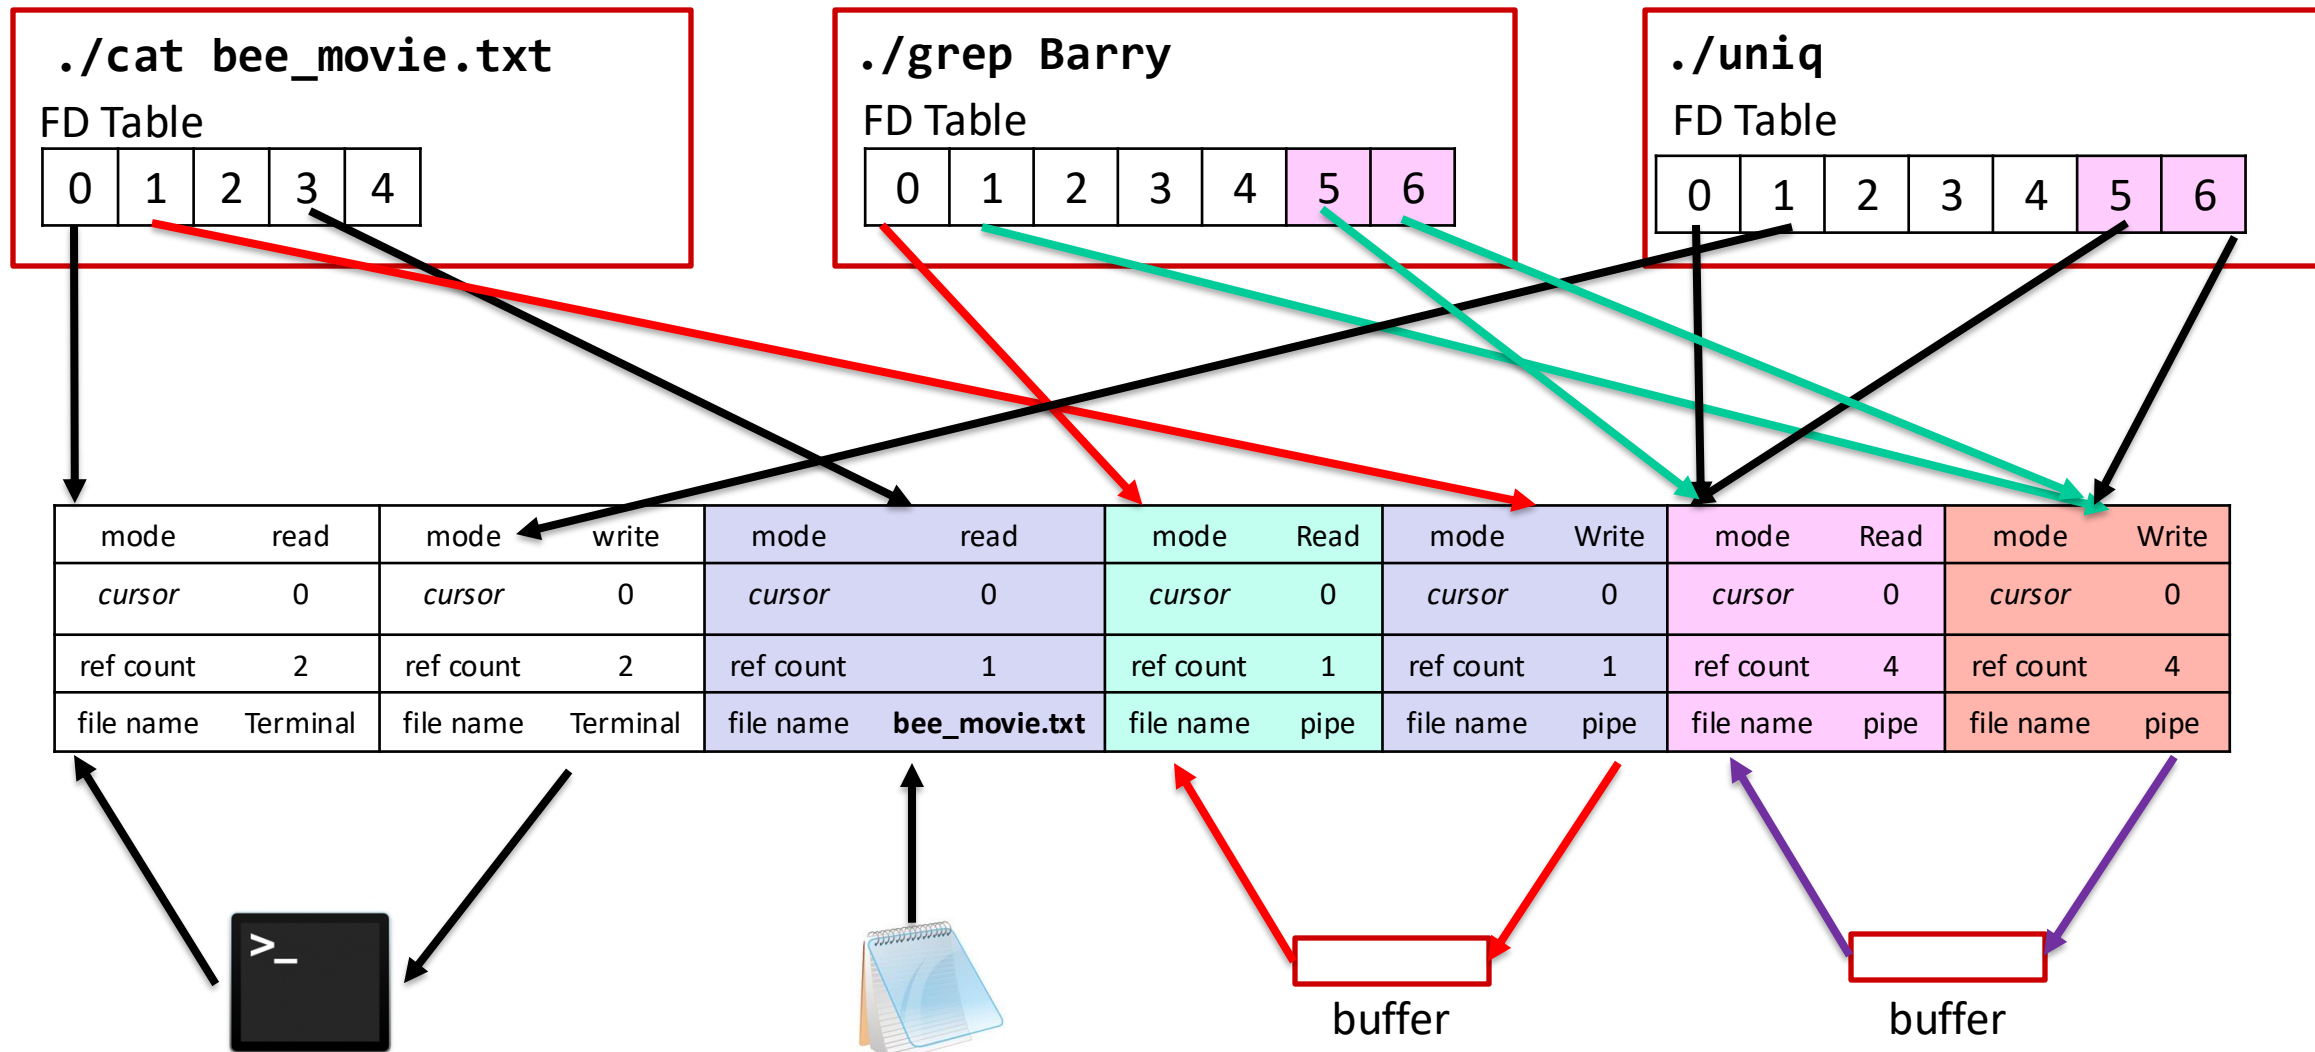 ./cat bee_movie.txt
FD Table
0 1 2 3 4
./grep Barry
FD Table
0 1 2 3 4 5 6
./uniq
FD Table
0 1 2 3 4 5 6
mode read mode write mode read mode Read mode Write mode Read mode Write
cursor 0 cursor 0 cursor 0 cursor 0 cursor 0 cursor 0 cursor 0
ref count 2 ref count 2 ref count 1 ref count 1 ref count 1 ref count 4 ref count 4
file name Terminal file name Terminal file name bee_movie.txt file name pipe file name pipe file name pipe file name pipe
>_
buffer
buffer